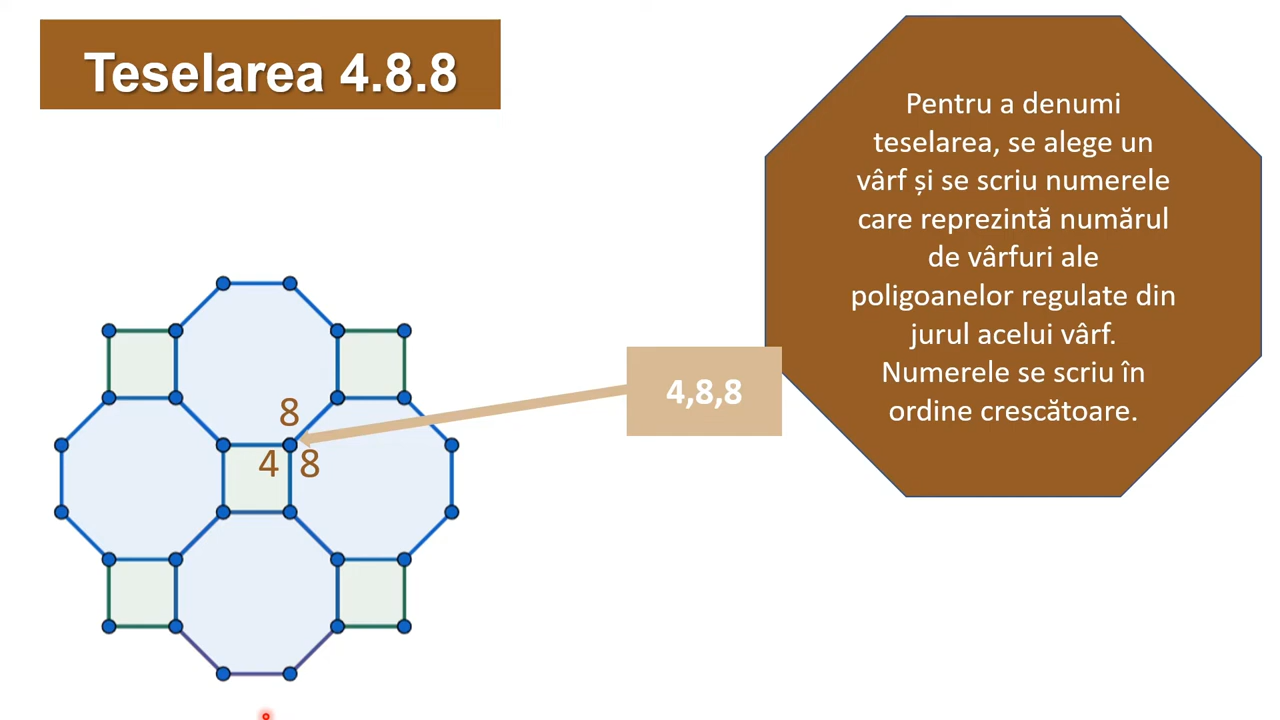 Teselarea 4.8.8
Pentru a denumi
teselarea, se alege un
vârf și se scriu numerele
care reprezintă numărul
de vârfuri ale
poligoanelor regulate din
jurul acelui vârf.
Numerele se scriu în
ordine crescătoare.
4,8,8
8
4 8